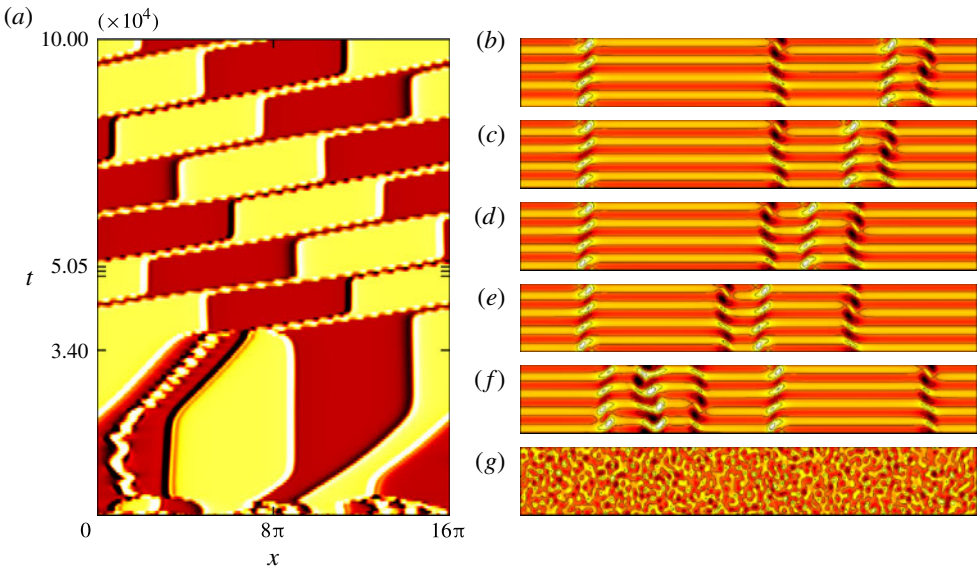 (a) (×10⁴)
10.00
5.05
t
3.40
0 8π 16π
x
(b)
(c)
(d)
(e)
(f)
(g)